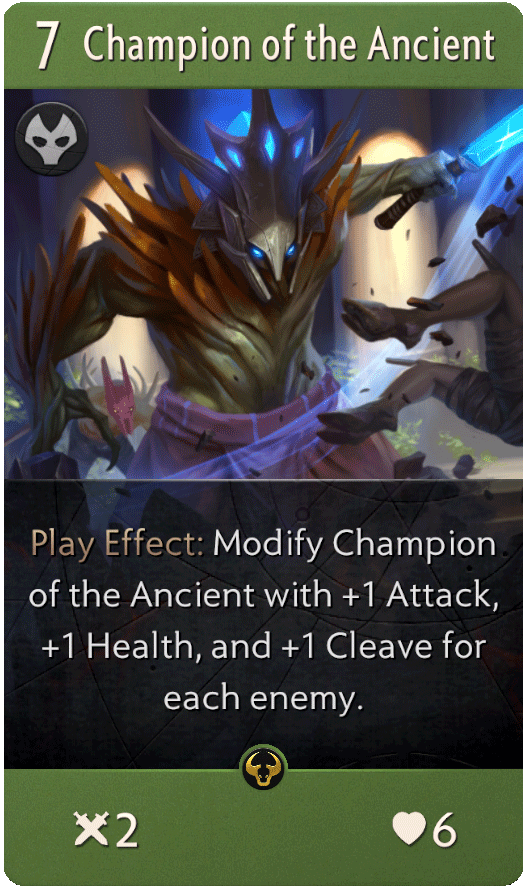 7 Champion of the Ancient
Play Effect: Modify Champion
of the Ancient with +1 Attack,
+1 Health, and +1 Cleave for
each enemy.
2 6